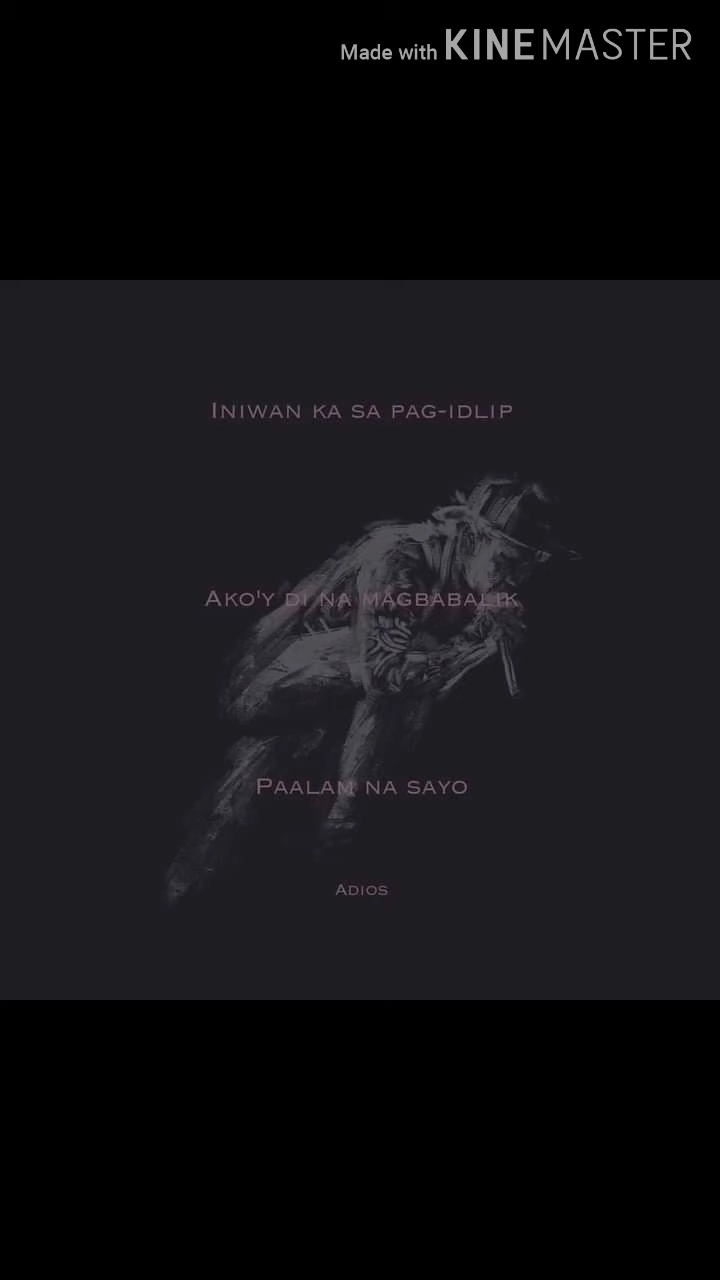 Made with KINEMASTER
Iniwan ka sa pag-idlip
Ako'y di na magbabalik
Paalam na sayo
Adios